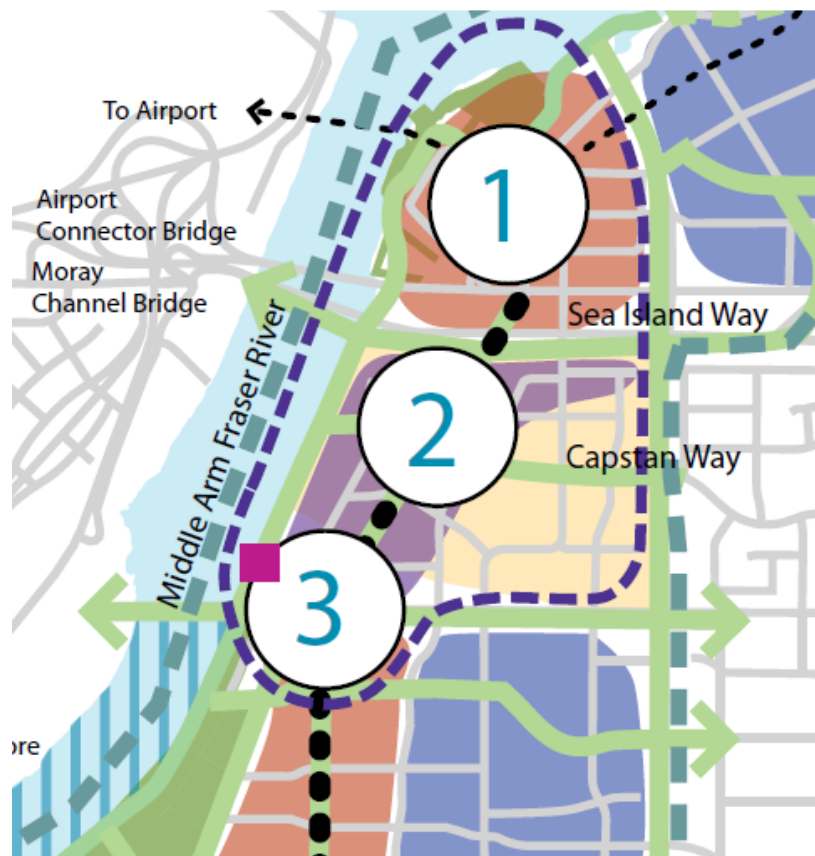 To Airport
1
Airport
Connector Bridge
Moray
Channel Bridge
Sea Island Way
Middle Arm Fraser River
2
Capstan Way
3
ore